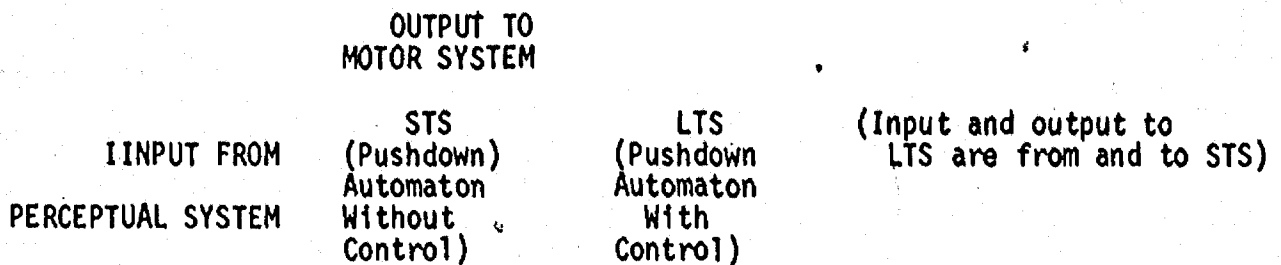 OUTPUT TO
MOTOR SYSTEM
STS LTS (Input and output to
IINPUT FROM (Pushdown) (Pushdown LTS are from and to STS)
Automaton Automaton
PERCEPTUAL SYSTEM Without With
Control) Control)